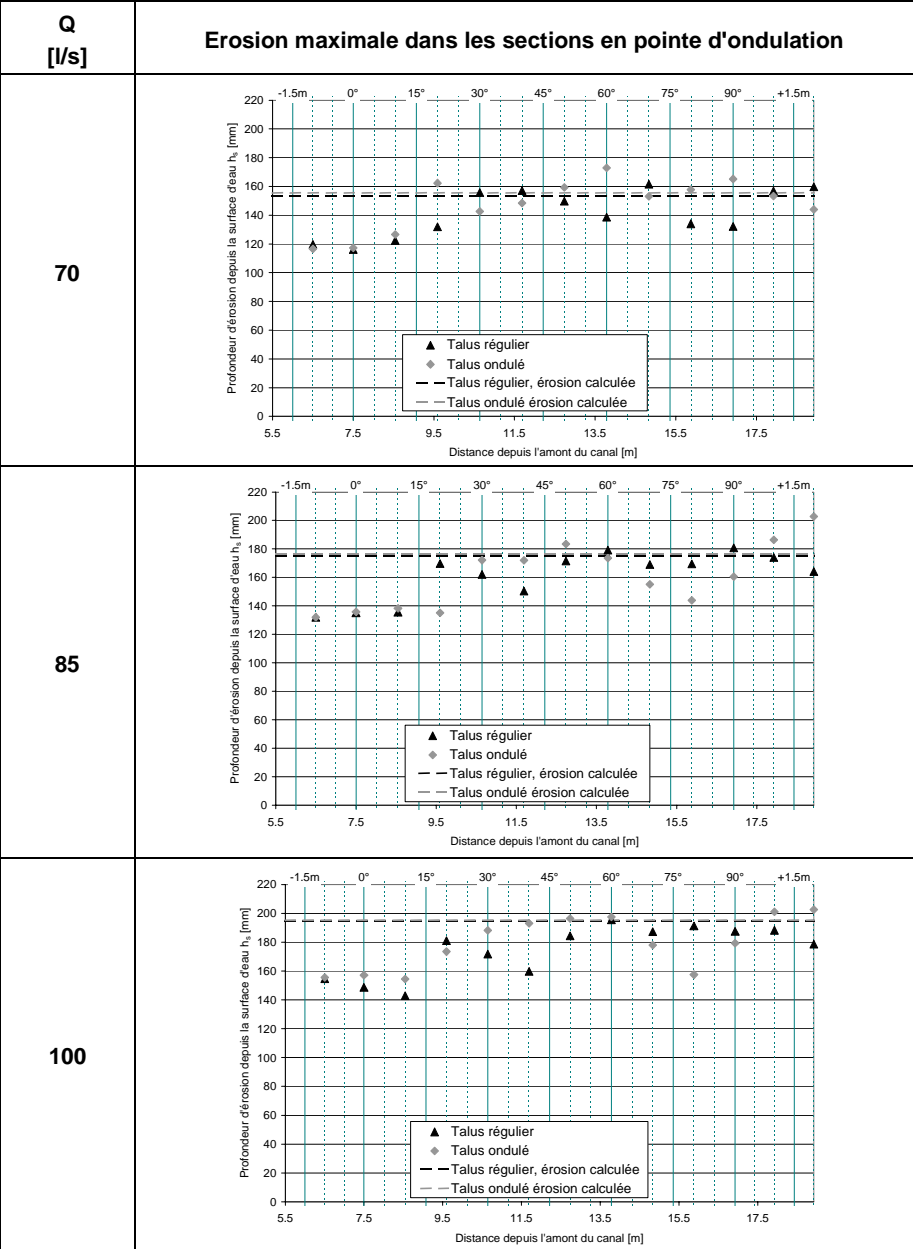 Q
[l/s]
Erosion maximale dans les sections en pointe d'ondulation
70
-1.5m 0° 15° 30° 45° 60° 75° 90° +1.5m
220
200
180
160
140
120
100
80
60
40
20
0
Profondeur d'érosion depuis la surface d'eau hs [mm]
Talus régulier
Talus ondulé
Talus régulier, érosion calculée
Talus ondulé érosion calculée
5.5 7.5 9.5 11.5 13.5 15.5 17.5
Distance depuis l'amont du canal [m]
85
-1.5m 0° 15° 30° 45° 60° 75° 90° +1.5m
220
200
180
160
140
120
100
80
60
40
20
0
Profondeur d'érosion depuis la surface d'eau hs [mm]
Talus régulier
Talus ondulé
Talus régulier, érosion calculée
Talus ondulé érosion calculée
5.5 7.5 9.5 11.5 13.5 15.5 17.5
Distance depuis l'amont du canal [m]
100
-1.5m 0° 15° 30° 45° 60° 75° 90° +1.5m
220
200
180
160
140
120
100
80
60
40
20
0
Profondeur d'érosion depuis la surface d'eau hs [mm]
Talus régulier
Talus ondulé
Talus régulier, érosion calculée
Talus ondulé érosion calculée
5.5 7.5 9.5 11.5 13.5 15.5 17.5
Distance depuis l'amont du canal [m]